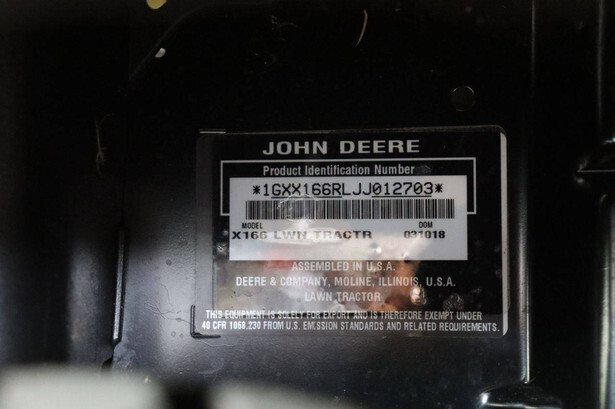 JOHN DEERE
Product Identification Number
*1GXX166RLJJ012703*
MODEL DOM
X166 LWN TRACTR 031018
ASSEMBLED IN U.S.A.
DEERE & COMPANY, MOLINE, ILLINOIS, U.S.A.
LAWN TRACTOR
THIS EQUIPMENT IS SOLELY FOR EXPORT AND IS THEREFORE EXEMPT UNDER
40 CFR 1068.230 FROM U.S. EMISSION STANDARDS AND RELATED REQUIREMENTS.